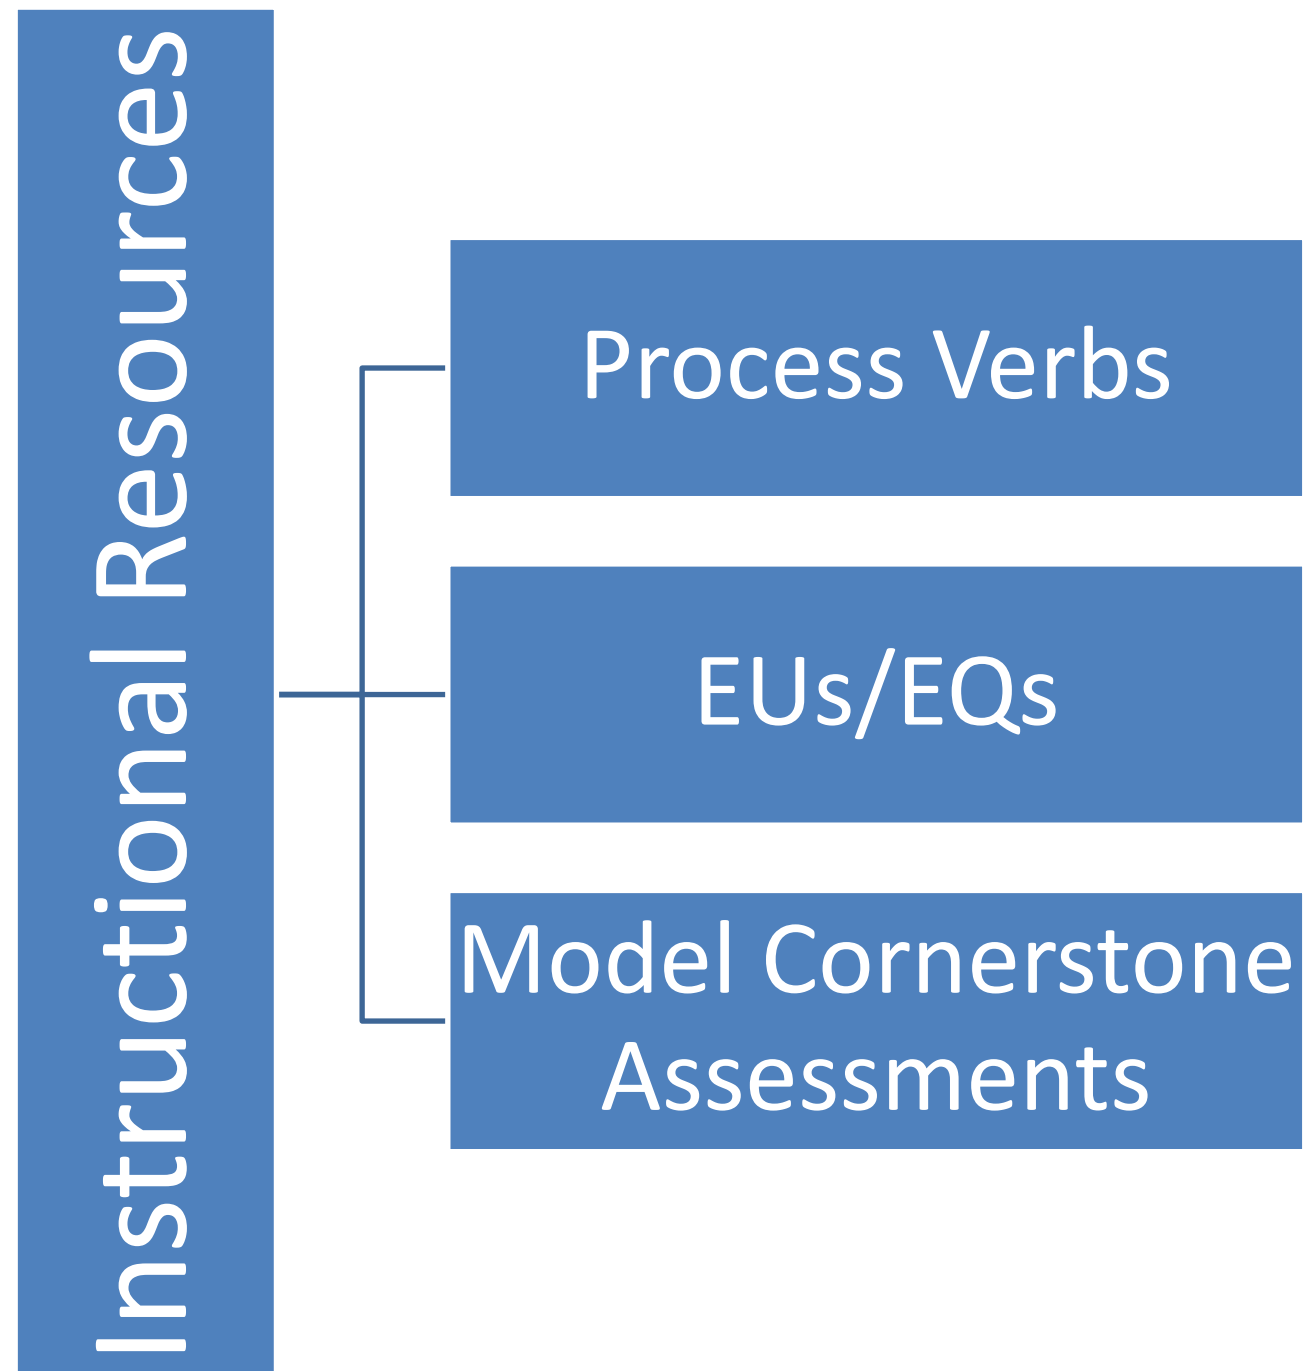 Instructional Resources
Process Verbs
EUs/EQs
Model Cornerstone
Assessments